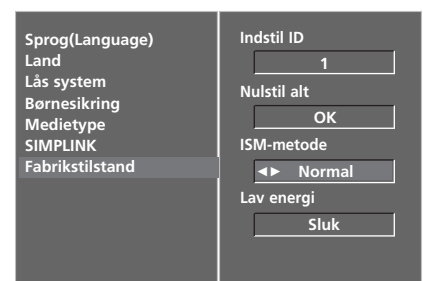 Sprog(Language)
Land
Lås system
Børnesikring
Medietype
SIMPLINK
Fabrikstilstand
Indstil ID
1
Nulstil alt
OK
ISM-metode
◄► Normal
Lav energi
Sluk